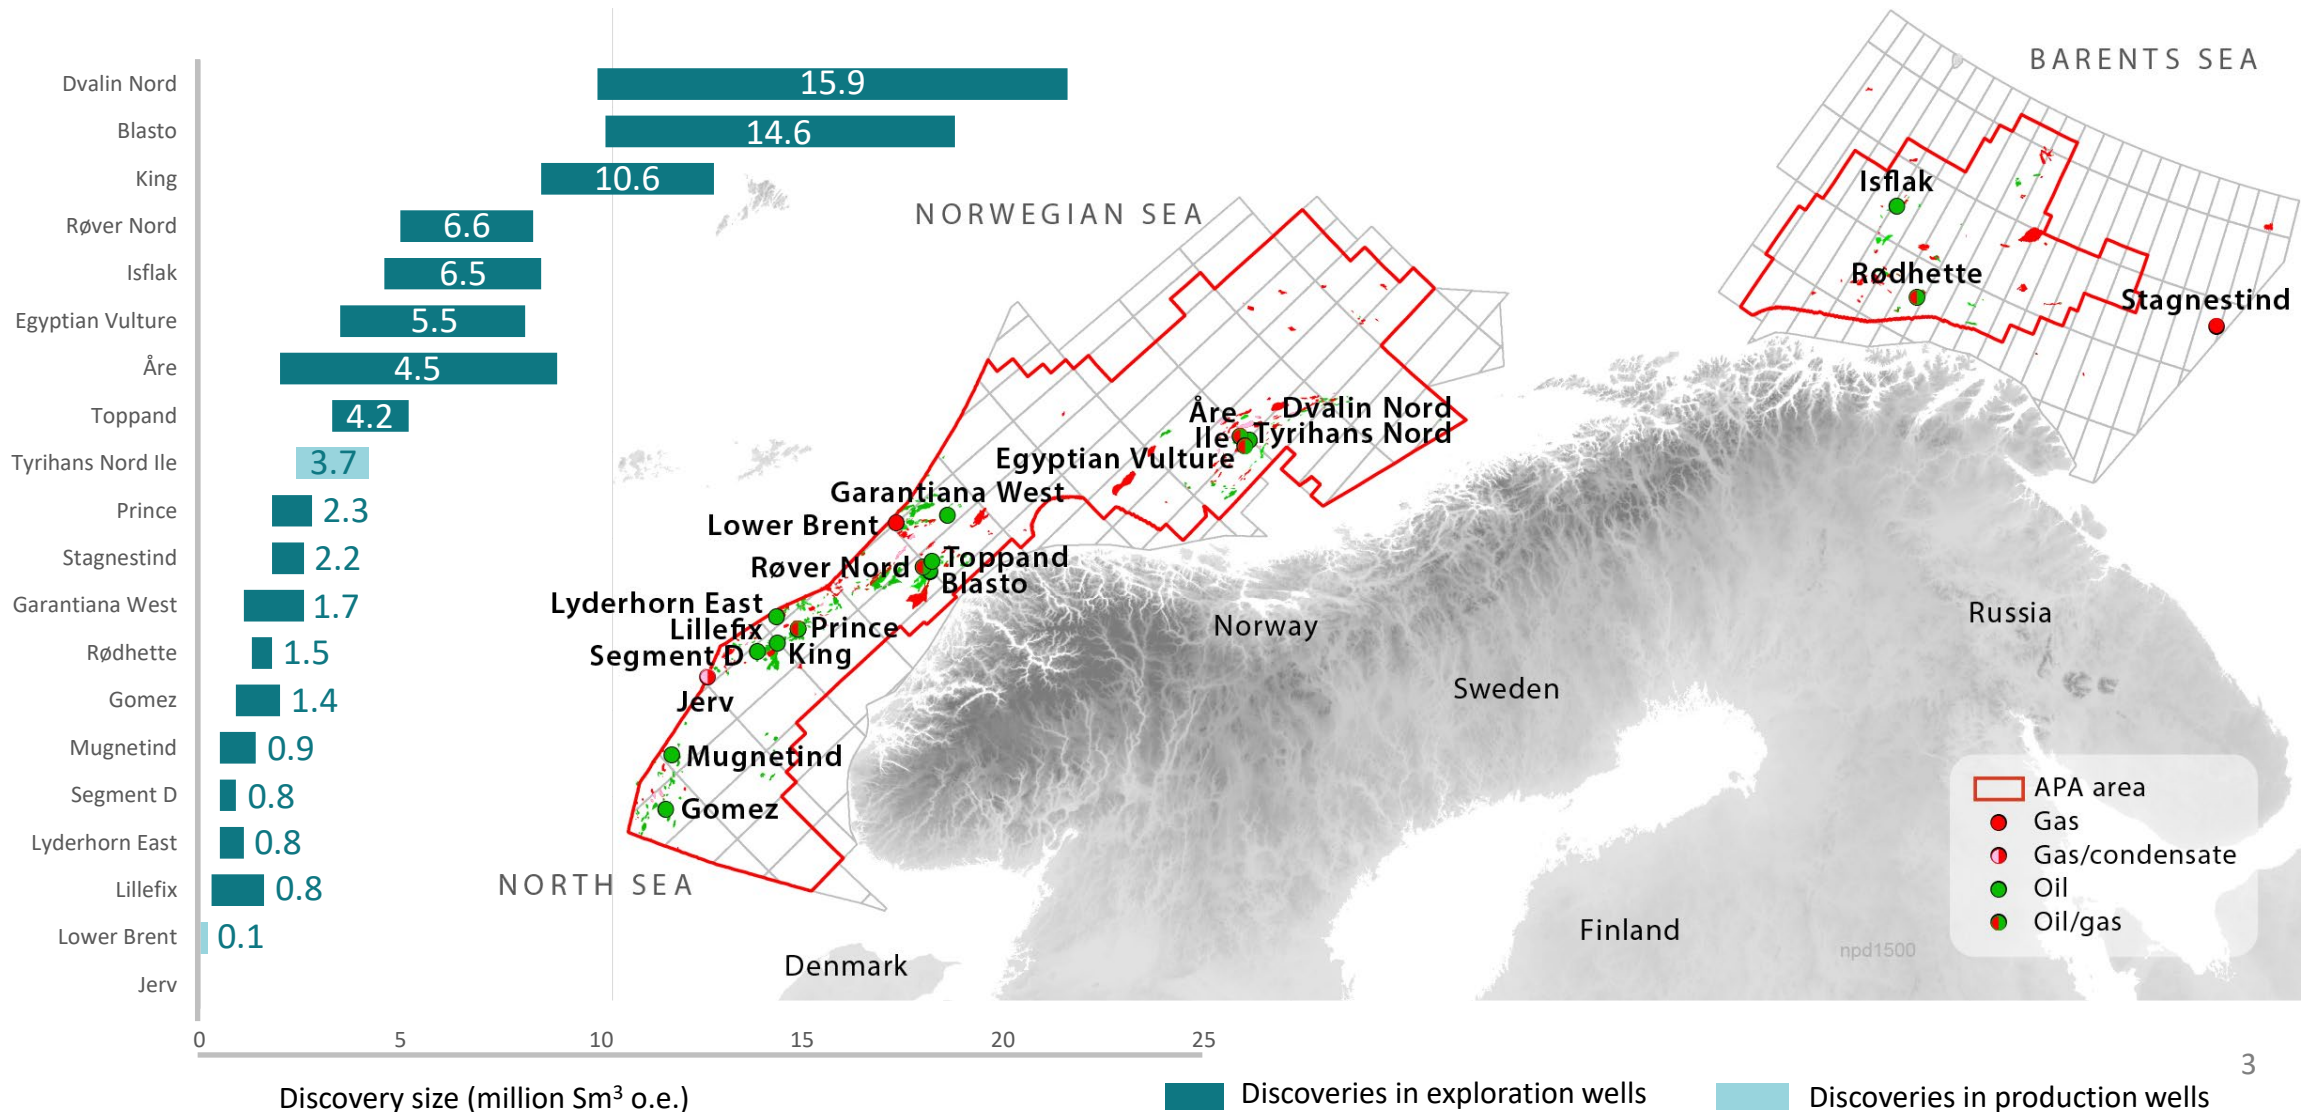 Dvalin Nord 15.9
Blasto 14.6
King 10.6
Røver Nord 6.6
Isflak 6.5
Egyptian Vulture 5.5
Åre 4.5
Toppand 4.2
Tyrihans Nord Ile 3.7
Prince 2.3
Stagnestind 2.2
Garantiana West 1.7
Rødhette 1.5
Gomez 1.4
Mugnetind 0.9
Segment D 0.8
Lyderhorn East 0.8
Lillefix 0.8
Lower Brent 0.1
Jerv
0 5 10 15 20 25
Discovery size (million Sm³ o.e.)
BARENTS SEA
Isflak
Rødhette
Stagnestind
NORWEGIAN SEA
Åre
Dvalin Nord
Ile
Tyrihans Nord
Egyptian Vulture
Garantiana West
Lower Brent
Toppand
Røver Nord
Blasto
Lyderhorn East
Lillefix
Prince
Segment D
King
Jerv
Mugnetind
Gomez
NORTH SEA
Norway
Sweden
Russia
Finland
Denmark
APA area
Gas
Gas/condensate
Oil
Oil/gas
npd1500
3
Discoveries in exploration wells
Discoveries in production wells